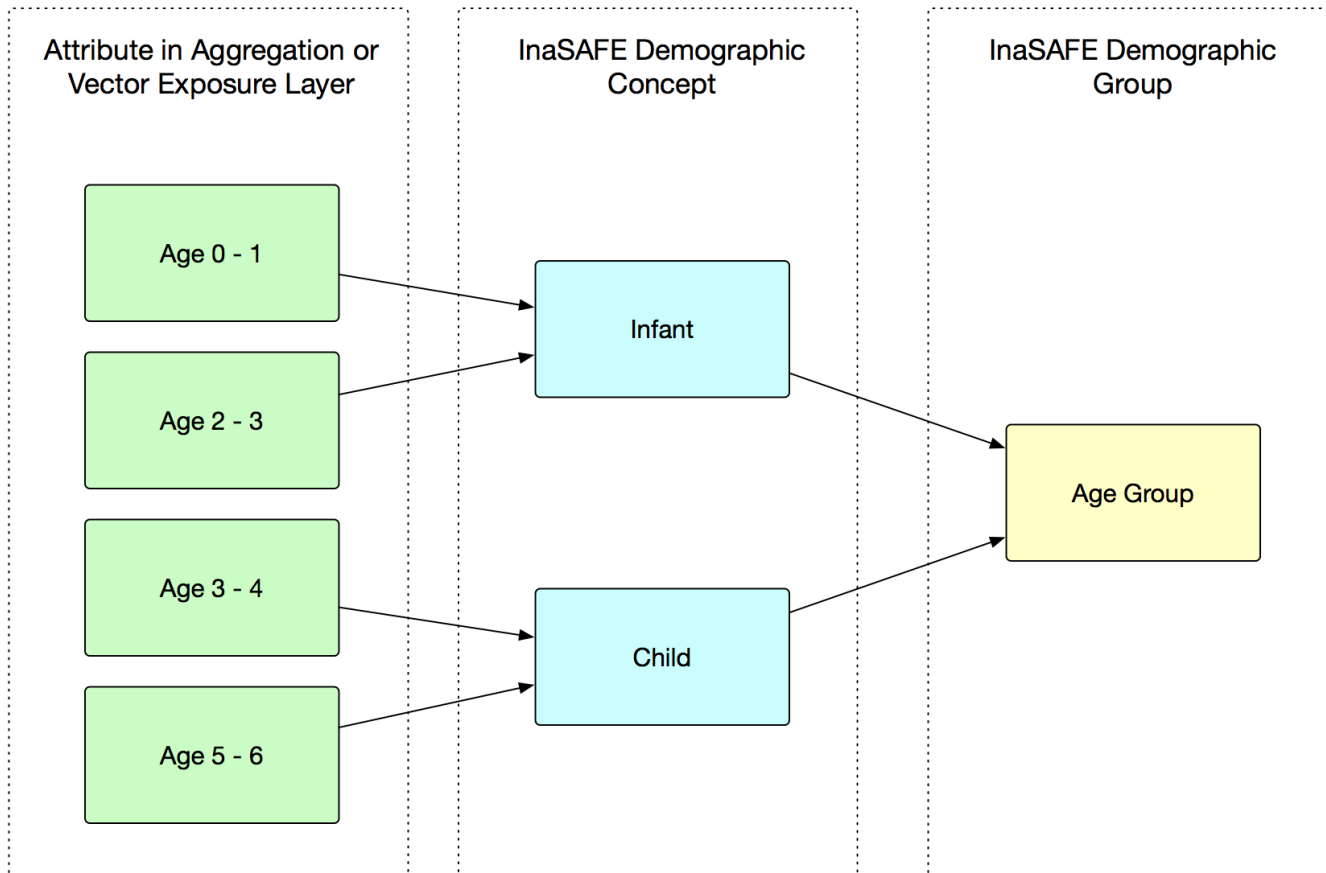 Attribute in Aggregation or
Vector Exposure Layer
Age 0 - 1
Age 2 - 3
Age 3 - 4
Age 5 - 6
InaSAFE Demographic
Concept
Infant
Child
InaSAFE Demographic
Group
Age Group